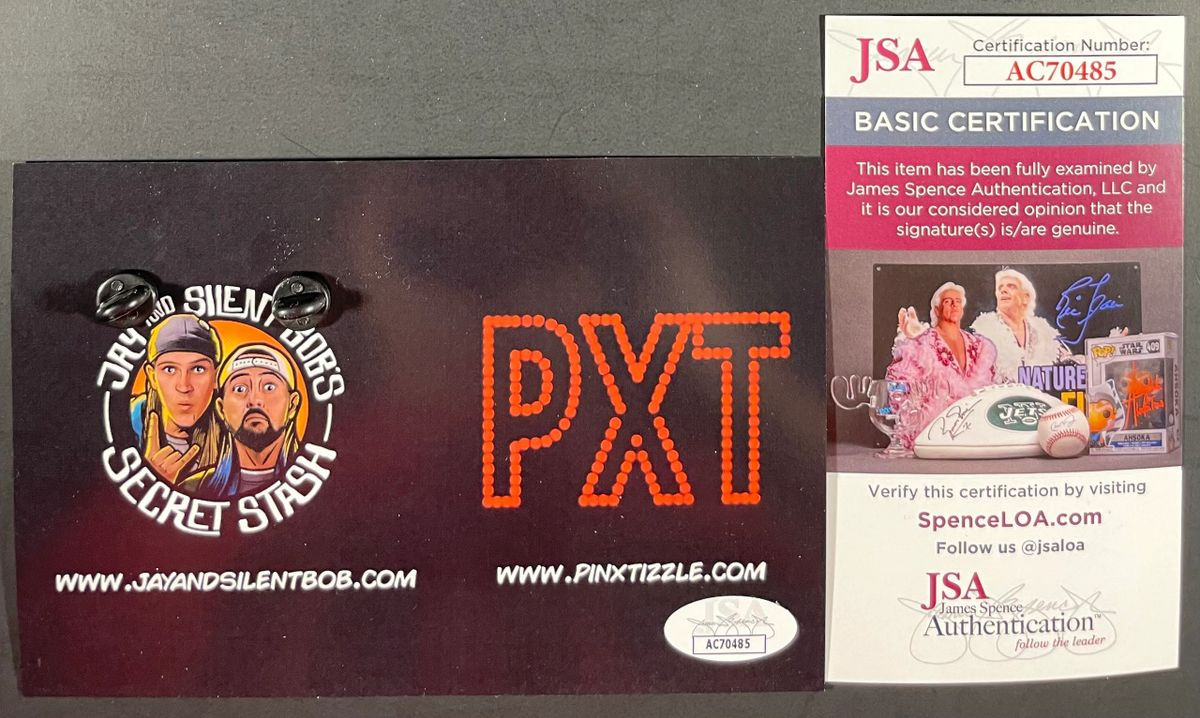 JAY AND SILENT BOB'S
SECRET STASH
WWW.JAYANDSILENTBOB.COM
PXT
WWW.PINXTIZZLE.COM
JSA
AC70485
JSA
Certification Number:
AC70485
BASIC CERTIFICATION
This item has been fully examined by
James Spence Authentication, LLC and
it is our considered opinion that the
signature(s) is/are genuine.
NATURE
JETS
POP!
STAR
WARS
409
AHSOKA
Verify this certification by visiting
SpenceLOA.com
Follow us @jsaloa
JSA
James Spence
Authentication™
follow the leader